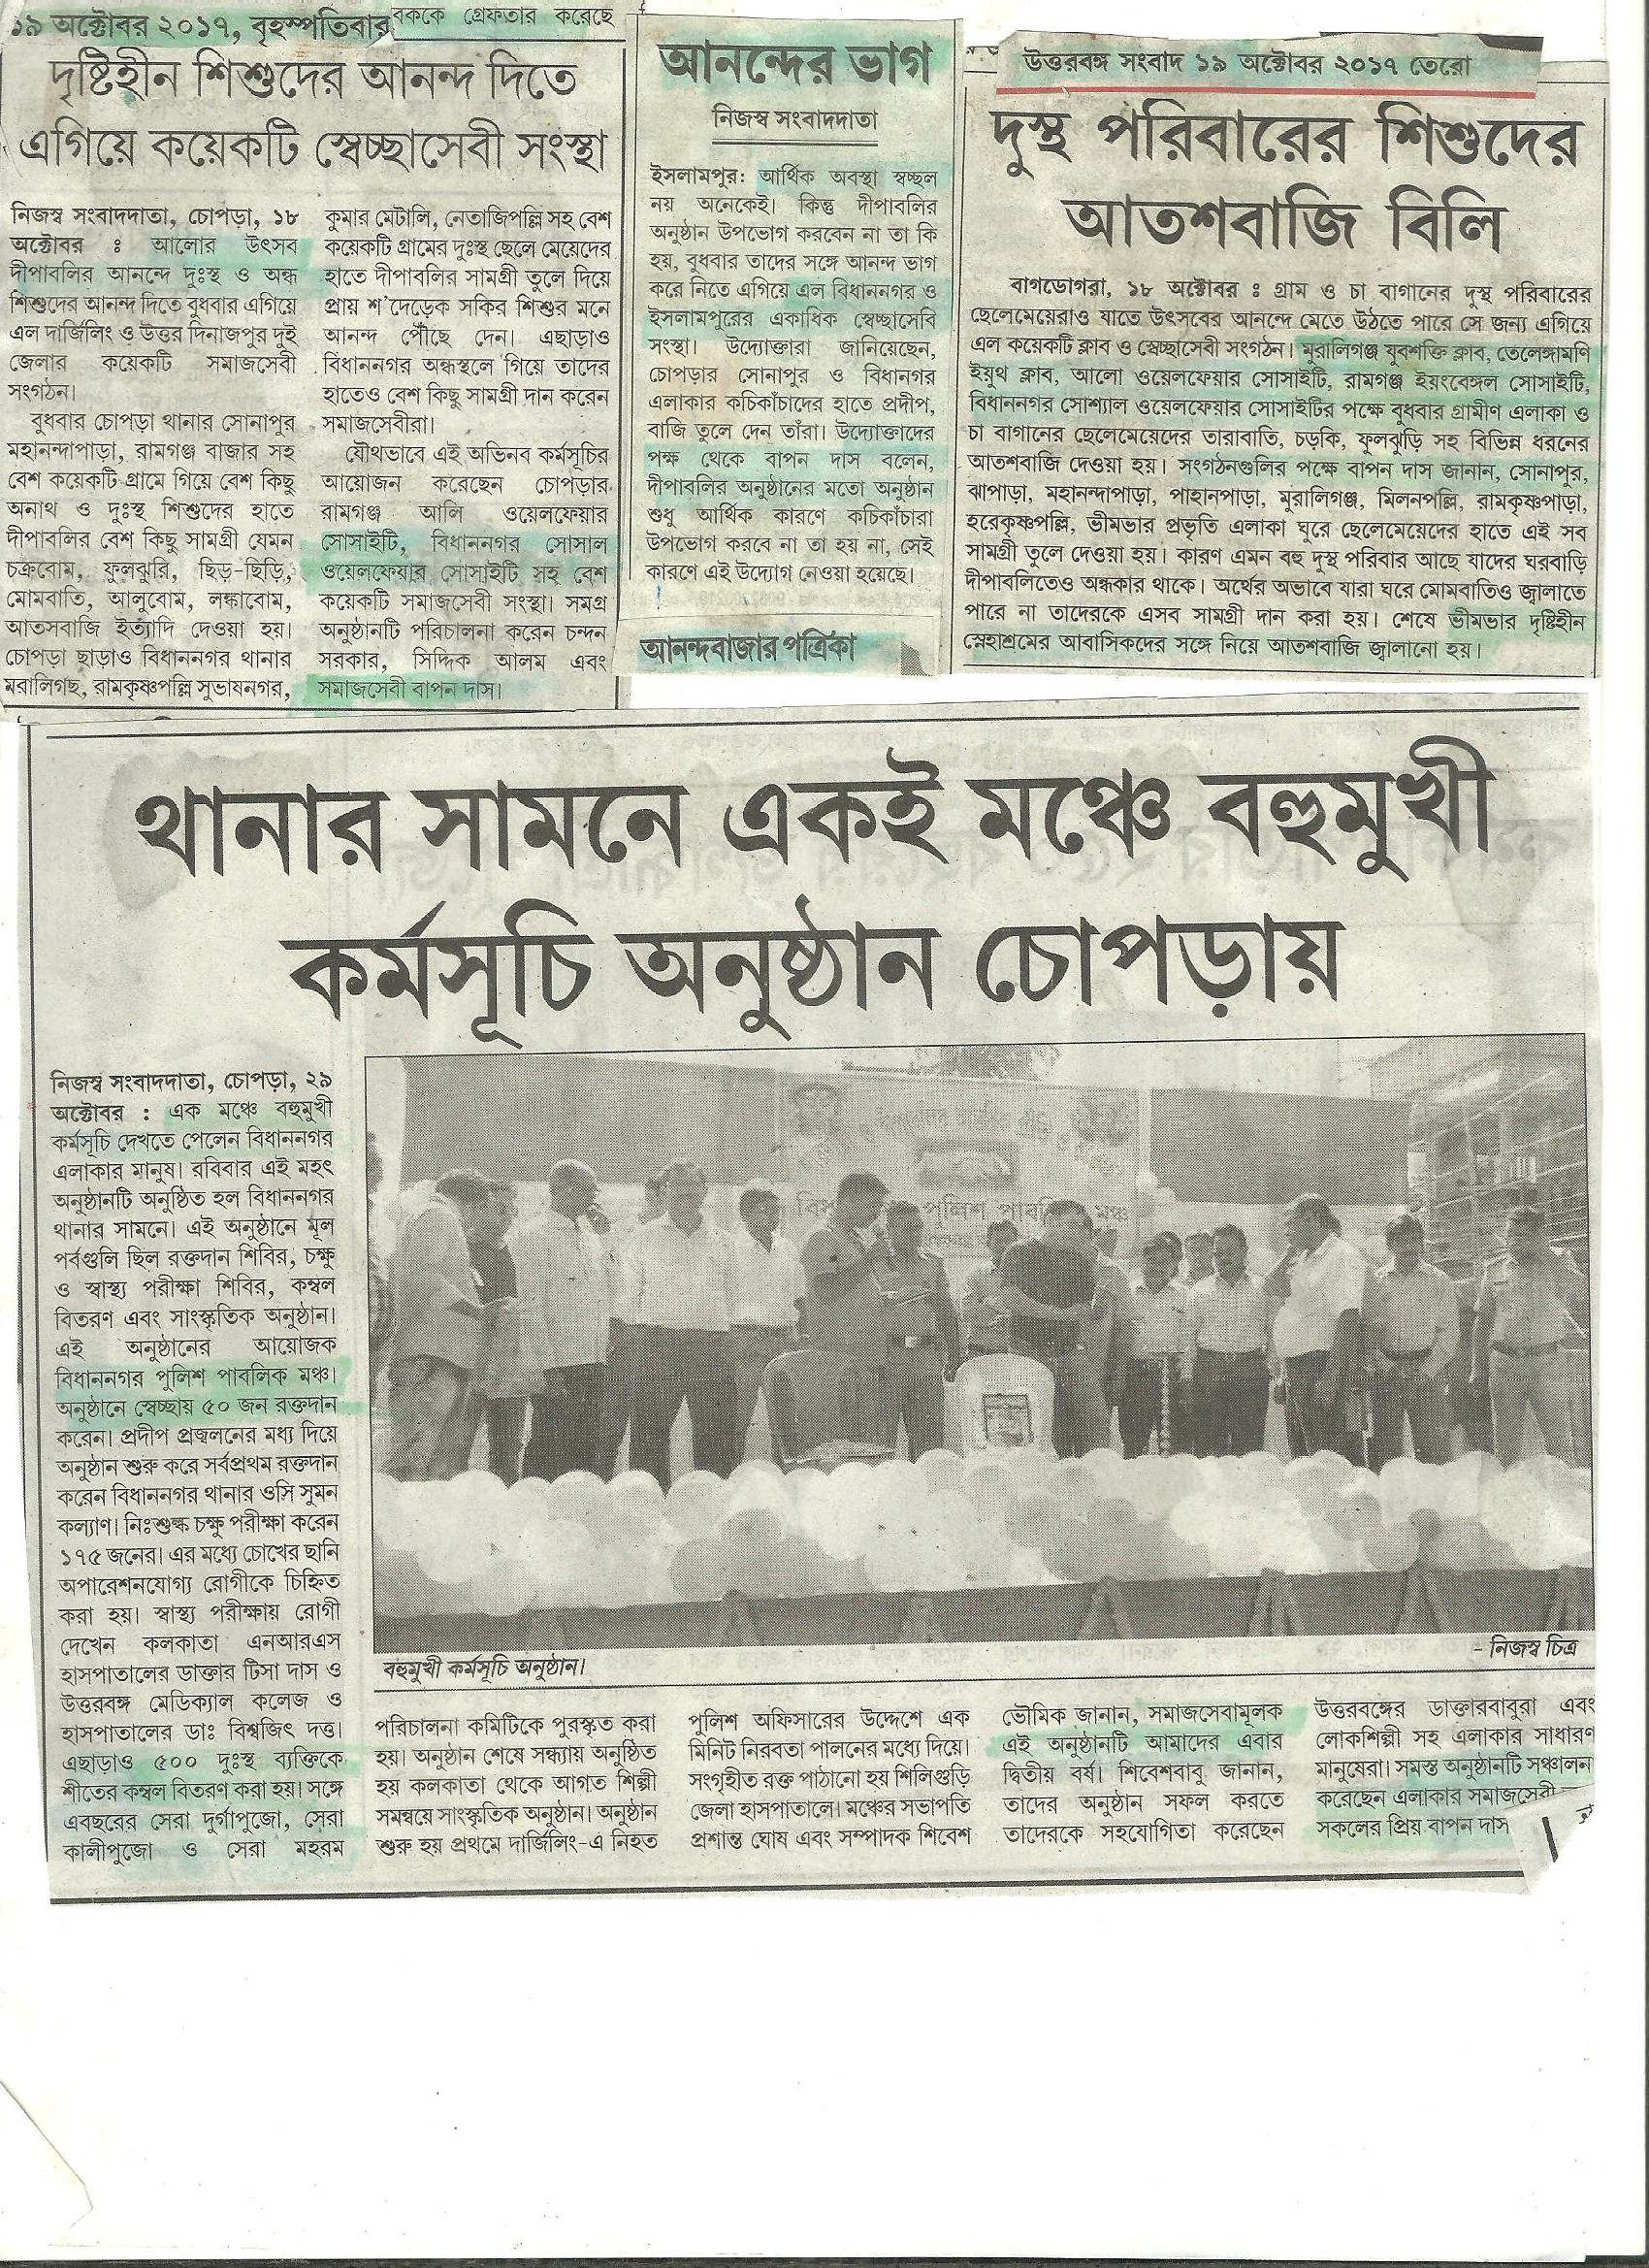 ১৯ অক্টোবর ২০১৭, বৃহস্পতিবার
বককে গ্রেফতার করেছে
দৃষ্টিহীন শিশুদের আনন্দ দিতে
এগিয়ে কয়েকটি স্বেচ্ছাসেবী সংস্থা
নিজস্ব সংবাদদাতা, চোপড়া, ১৮
অক্টোবর : আলোর উৎসব
দীপাবলির আনন্দে দুঃস্থ ও অন্ধ
শিশুদের আনন্দ দিতে বুধবার এগিয়ে
এল দার্জিলিং ও উত্তর দিনাজপুর দুই
জেলার কয়েকটি সমাজসেবী
সংগঠন।
বুধবার চোপড়া থানার সোনাপুর
মহানন্দাপাড়া, রামগঞ্জ বাজার সহ
বেশ কয়েকটি গ্রামে গিয়ে বেশ কিছু
অনাথ ও দুঃস্থ শিশুদের হাতে
দীপাবলির বেশ কিছু সামগ্রী যেমন
চক্রবোম, ফুলঝুরি, ছিড়-ছিড়ি,
মোমবাতি, আলুবোম, লঙ্কাবোম,
আতসবাজি ইত্যাদি দেওয়া হয়।
চোপড়া ছাড়াও বিধাননগর থানার
মরালিগছ, রামকৃষ্ণপল্লি সুভাষনগর,
কুমার মেটালি, নেতাজিপল্লি সহ বেশ
কয়েকটি গ্রামের দুঃস্থ ছেলে মেয়েদের
হাতে দীপাবলির সামগ্রী তুলে দিয়ে
প্রায় শ'দেড়েক সকির শিশুর মনে
আনন্দ পৌঁছে দেন। এছাড়াও
বিধাননগর অন্ধস্থলে গিয়ে তাদের
হাতেও বেশ কিছু সামগ্রী দান করেন
সমাজসেবীরা।
যৌথভাবে এই অভিনব কর্মসূচির
আয়োজন করেছেন চোপড়ার
রামগঞ্জ আলি ওয়েলফেয়ার
সোসাইটি, বিধাননগর সোসাল
ওয়েলফেয়ার সোসাইটি সহ বেশ
কয়েকটি সমাজসেবী সংস্থা। সমগ্র
অনুষ্ঠানটি পরিচালনা করেন চন্দন
সরকার, সিদ্দিক আলম এবং
সমাজসেবী বাপন দাস।
আনন্দের ভাগ
নিজস্ব সংবাদদাতা
ইসলামপুর: আর্থিক অবস্থা স্বচ্ছল
নয় অনেকেই। কিন্তু দীপাবলির
অনুষ্ঠান উপভোগ করবেন না তা কি
হয়, বুধবার তাদের সঙ্গে আনন্দ ভাগ
করে নিতে এগিয়ে এল বিধাননগর ও
ইসলামপুরের একাধিক স্বেচ্ছাসেবি
সংস্থা। উদ্যোক্তারা জানিয়েছেন,
চোপড়ার সোনাপুর ও বিধানগর
এলাকার কচিকাঁচাদের হাতে প্রদীপ,
বাজি তুলে দেন তাঁরা। উদ্যোক্তাদের
পক্ষ থেকে বাপন দাস বলেন,
দীপাবলির অনুষ্ঠানের মতো অনুষ্ঠান
শুধু আর্থিক কারণে কচিকাঁচারা
উপভোগ করবে না তা হয় না, সেই
কারণে এই উদ্যোগ নেওয়া হয়েছে।
আনন্দবাজার পত্রিকা
উত্তরবঙ্গ সংবাদ ১৯ অক্টোবর ২০১৭ তেরো
দুস্থ পরিবারের শিশুদের
আতশবাজি বিলি
বাগডোগরা, ১৮ অক্টোবর : গ্রাম ও চা বাগানের দুস্থ পরিবারের
ছেলেমেয়েরাও যাতে উৎসবের আনন্দে মেতে উঠতে পারে সে জন্য এগিয়ে
এল কয়েকটি ক্লাব ও স্বেচ্ছাসেবী সংগঠন। মুরালিগঞ্জ যুবশক্তি ক্লাব, তেলেঙ্গামণি
ইয়ুথ ক্লাব, আলো ওয়েলফেয়ার সোসাইটি, রামগঞ্জ ইয়ংবেঙ্গল সোসাইটি,
বিধাননগর সোশ্যাল ওয়েলফেয়ার সোসাইটির পক্ষে বুধবার গ্রামীণ এলাকা ও
চা বাগানের ছেলেমেয়েদের তারাবাতি, চড়কি, ফুলঝুড়ি সহ বিভিন্ন ধরনের
আতশবাজি দেওয়া হয়। সংগঠনগুলির পক্ষে বাপন দাস জানান, সোনাপুর,
ঝাপাড়া, মহানন্দাপাড়া, পাহানপাড়া, মুরালিগঞ্জ, মিলনপল্লি, রামকৃষ্ণপাড়া,
হরেকৃষ্ণপল্লি, ভীমভার প্রভৃতি এলাকা ঘুরে ছেলেমেয়েদের হাতে এই সব
সামগ্রী তুলে দেওয়া হয়। কারণ এমন বহু দুস্থ পরিবার আছে যাদের ঘরবাড়ি
দীপাবলিতেও অন্ধকার থাকে। অর্থের অভাবে যারা ঘরে মোমবাতিও জ্বালাতে
পারে না তাদেরকে এসব সামগ্রী দান করা হয়। শেষে ভীমভার দৃষ্টিহীন
স্নেহাশ্রমের আবাসিকদের সঙ্গে নিয়ে আতশবাজি জ্বালানো হয়।
থানার সামনে একই মঞ্চে বহুমুখী
কর্মসূচি অনুষ্ঠান চোপড়ায়
নিজস্ব সংবাদদাতা, চোপড়া, ২৯
অক্টোবর : এক মঞ্চে বহুমুখী
কর্মসূচি দেখতে পেলেন বিধাননগর
এলাকার মানুষ। রবিবার এই মহৎ
অনুষ্ঠানটি অনুষ্ঠিত হল বিধাননগর
থানার সামনে। এই অনুষ্ঠানে মূল
পর্বগুলি ছিল রক্তদান শিবির, চক্ষু
ও স্বাস্থ্য পরীক্ষা শিবির, কম্বল
বিতরণ এবং সাংস্কৃতিক অনুষ্ঠান।
এই অনুষ্ঠানের আয়োজক
বিধাননগর পুলিশ পাবলিক মঞ্চ।
অনুষ্ঠানে স্বেচ্ছায় ৫০ জন রক্তদান
করেন। প্রদীপ প্রজ্বলনের মধ্য দিয়ে
অনুষ্ঠান শুরু করে সর্বপ্রথম রক্তদান
করেন বিধাননগর থানার ওসি সুমন
কল্যাণ। নিঃশুল্ক চক্ষু পরীক্ষা করেন
১৭৫ জনের। এর মধ্যে চোখের ছানি
অপারেশনযোগ্য রোগীকে চিহ্নিত
করা হয়। স্বাস্থ্য পরীক্ষায় রোগী
দেখেন কলকাতা এনআরএস
হাসপাতালের ডাক্তার টিসা দাস ও
উত্তরবঙ্গ মেডিক্যাল কলেজ ও
হাসপাতালের ডাঃ বিশ্বজিৎ দত্ত।
এছাড়াও ৫০০ দুঃস্থ ব্যক্তিকে
শীতের কম্বল বিতরণ করা হয়। সঙ্গে
এবছরের সেরা দুর্গাপুজো, সেরা
কালীপুজো ও সেরা মহরম
পুলিশ পাবলিক মঞ্চ
বহুমুখী কর্মসূচি অনুষ্ঠান।
- নিজস্ব চিত্র
পরিচালনা কমিটিকে পুরস্কৃত করা
হয়। অনুষ্ঠান শেষে সন্ধ্যায় অনুষ্ঠিত
হয় কলকাতা থেকে আগত শিল্পী
সমন্বয়ে সাংস্কৃতিক অনুষ্ঠান। অনুষ্ঠান
শুরু হয় প্রথমে দার্জিলিং-এ নিহত
পুলিশ অফিসারের উদ্দেশে এক
মিনিট নিরবতা পালনের মধ্যে দিয়ে।
সংগৃহীত রক্ত পাঠানো হয় শিলিগুড়ি
জেলা হাসপাতালে। মঞ্চের সভাপতি
প্রশান্ত ঘোষ এবং সম্পাদক শিবেশ
ভৌমিক জানান, সমাজসেবামূলক
এই অনুষ্ঠানটি আমাদের এবার
দ্বিতীয় বর্ষ। শিবেশবাবু জানান,
তাদের অনুষ্ঠান সফল করতে
তাদেরকে সহযোগিতা করেছেন
উত্তরবঙ্গের ডাক্তারবাবুরা এবং
লোকশিল্পী সহ এলাকার সাধারণ
মানুষেরা। সমস্ত অনুষ্ঠানটি সঞ্চালনা
করেছেন এলাকার সমাজসেবী
সকলের প্রিয় বাপন দাস